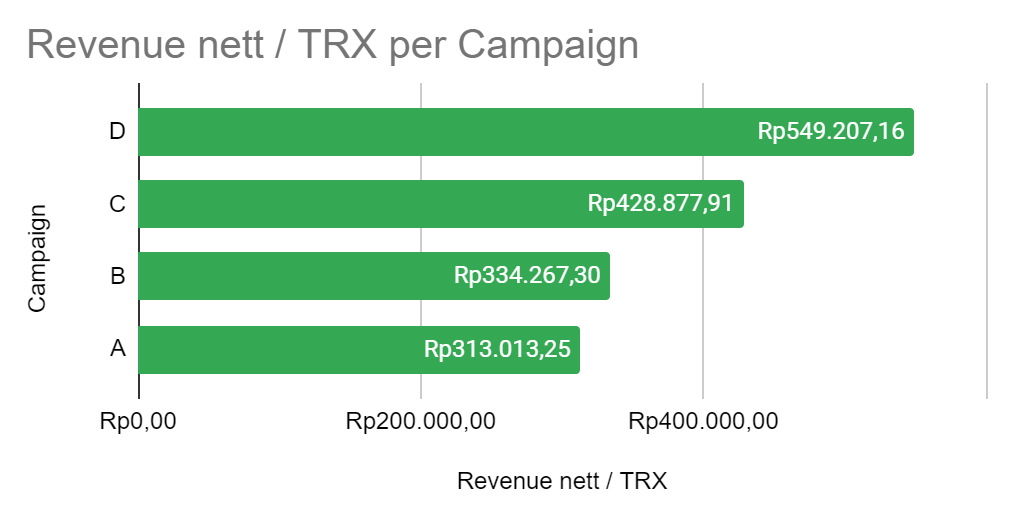 Revenue nett / TRX per Campaign
Campaign
D
Rp549.207,16
C
Rp428.877,91
B
Rp334.267,30
A
Rp313.013,25
Rp0,00
Rp200.000,00
Rp400.000,00
Revenue nett / TRX